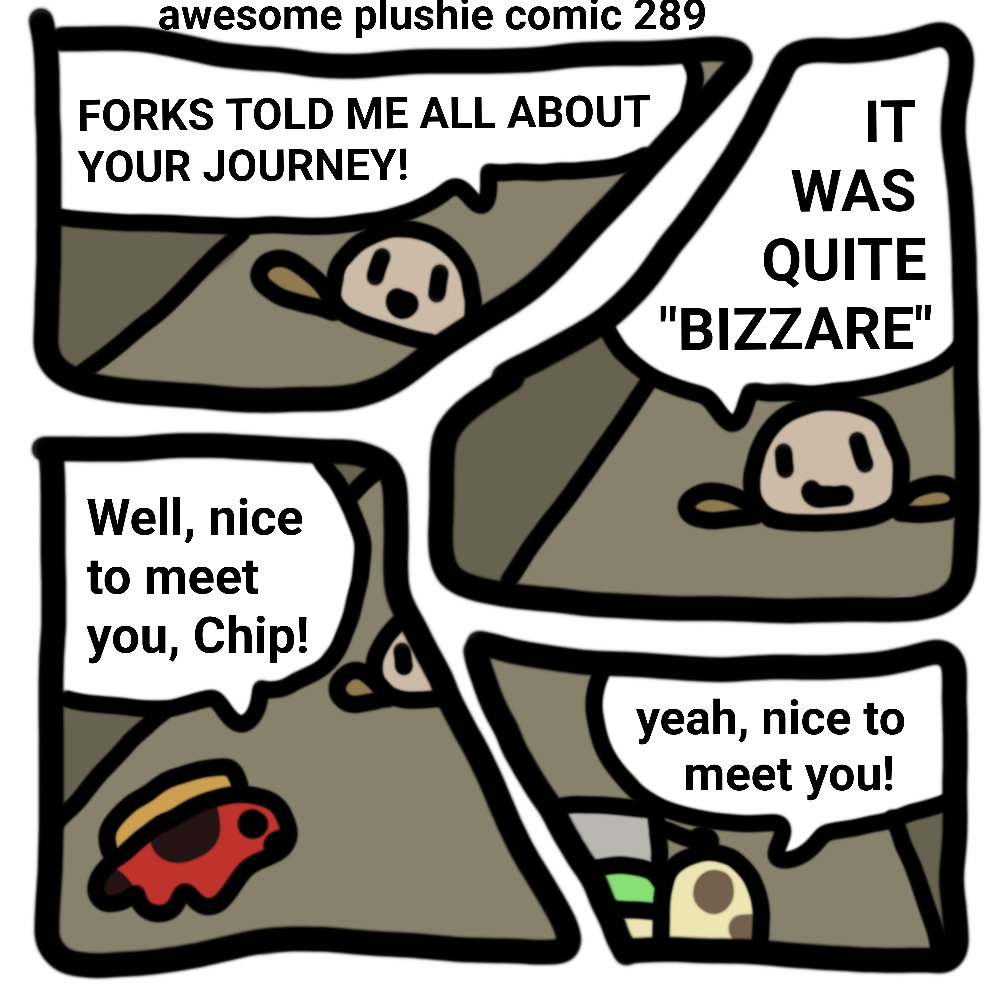 awesome plushie comic 289
FORKS TOLD ME ALL ABOUT
YOUR JOURNEY!
IT
WAS
QUITE
"BIZZARE"
Well, nice
to meet
you, Chip!
yeah, nice to
meet you!